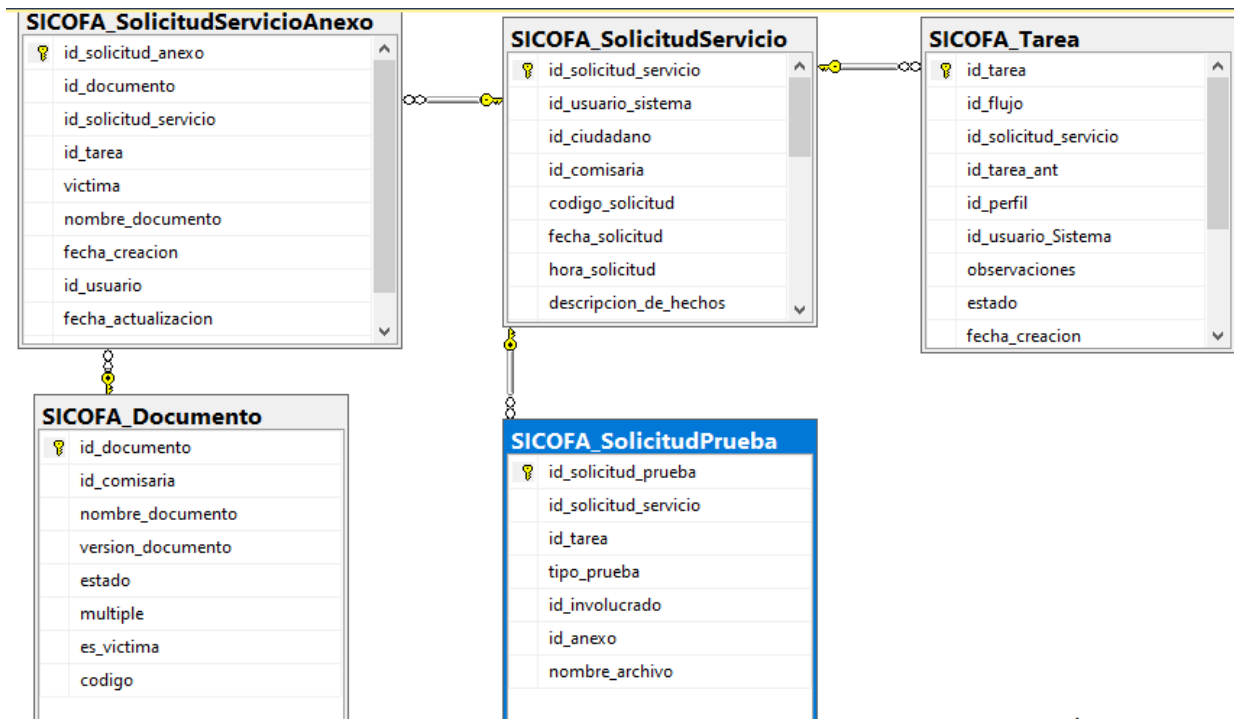 SICOFA_SolicitudServicioAnexo
id_solicitud_anexo
id_documento
id_solicitud_servicio
id_tarea
victima
nombre_documento
fecha_creacion
id_usuario
fecha_actualizacion
SICOFA_SolicitudServicio
id_solicitud_servicio
id_usuario_sistema
id_ciudadano
id_comisaria
codigo_solicitud
fecha_solicitud
hora_solicitud
descripcion_de_hechos
SICOFA_Tarea
id_tarea
id_flujo
id_solicitud_servicio
id_tarea_ant
id_perfil
id_usuario_Sistema
observaciones
estado
fecha_creacion
SICOFA_Documento
id_documento
id_comisaria
nombre_documento
version_documento
estado
multiple
es_victima
codigo
SICOFA_SolicitudPrueba
id_solicitud_prueba
id_solicitud_servicio
id_tarea
tipo_prueba
id_involucrado
id_anexo
nombre_archivo